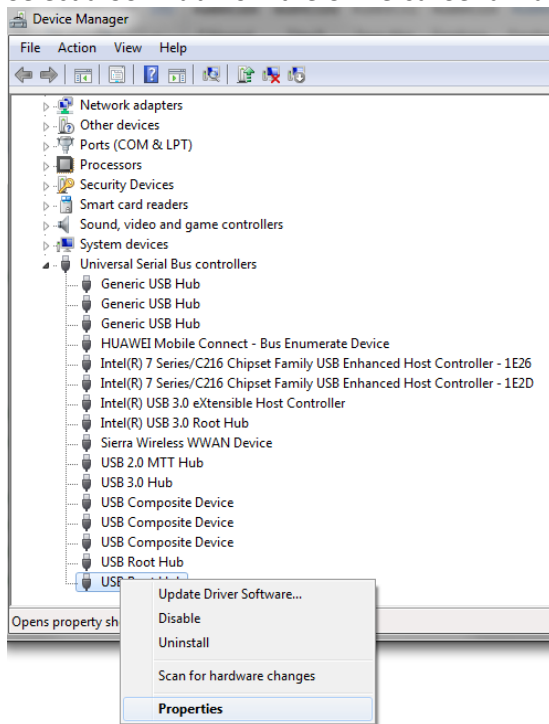 Device Manager
File Action View Help
Network adapters
Other devices
Ports (COM & LPT)
Processors
Security Devices
Smart card readers
Sound, video and game controllers
System devices
Universal Serial Bus controllers
Generic USB Hub
Generic USB Hub
Generic USB Hub
HUAWEI Mobile Connect - Bus Enumerate Device
Intel(R) 7 Series/C216 Chipset Family USB Enhanced Host Controller - 1E26
Intel(R) 7 Series/C216 Chipset Family USB Enhanced Host Controller - 1E2D
Intel(R) USB 3.0 eXtensible Host Controller
Intel(R) USB 3.0 Root Hub
Sierra Wireless WWAN Device
USB 2.0 MTT Hub
USB 3.0 Hub
USB Composite Device
USB Composite Device
USB Composite Device
USB Root Hub
USB Root Hub
Update Driver Software...
Opens property sh
Disable
Uninstall
Scan for hardware changes
Properties